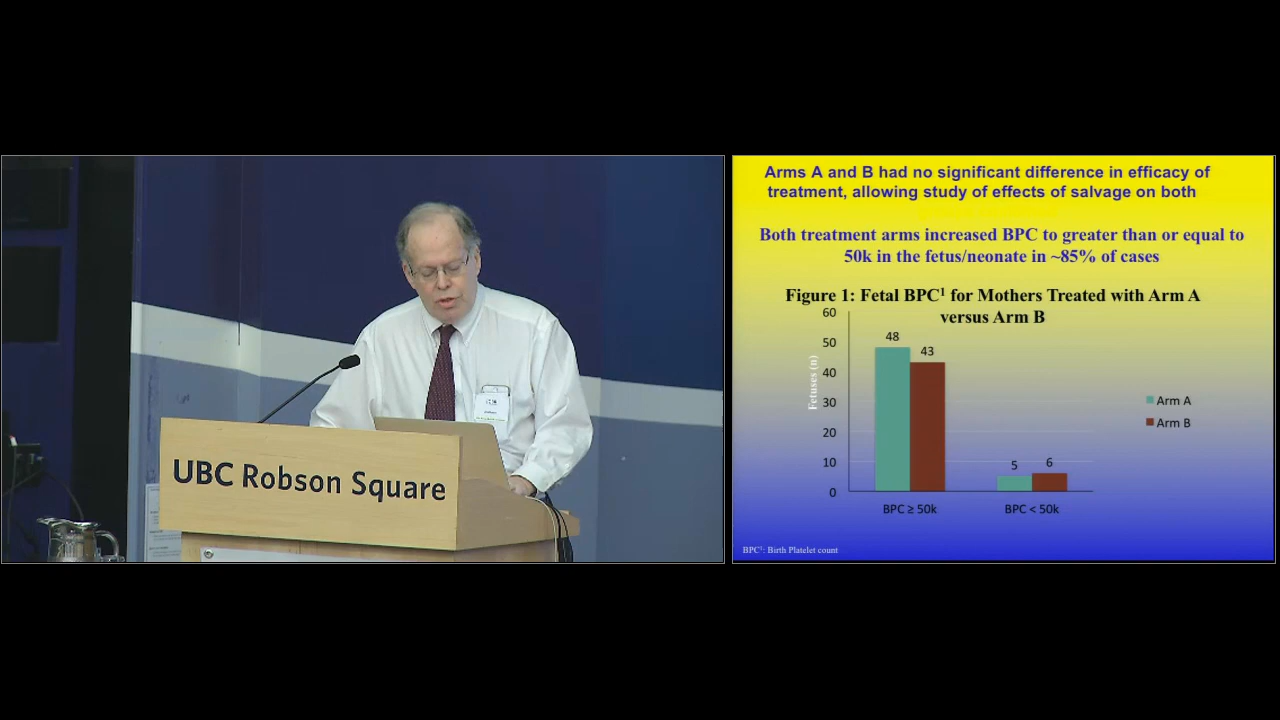 UBC Robson Square
Arms A and B had no significant difference in efficacy of
treatment, allowing study of effects of salvage on both
Both treatment arms increased BPC to greater than or equal to
50k in the fetus/neonate in ~85% of cases
Figure 1: Fetal BPC¹ for Mothers Treated with Arm A
versus Arm B
60
50
40
30
20
10
0
Fetuses (n)
48
43
5
6
BPC ≥ 50k
BPC < 50k
Arm A
Arm B
BPC¹: Birth Platelet count